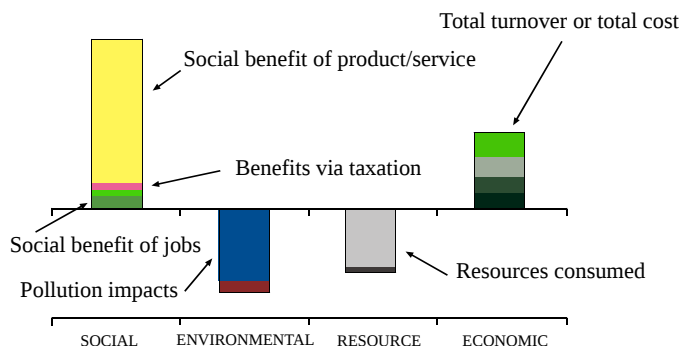 Total turnover or total cost
Social benefit of product/service
Benefits via taxation
Social benefit of jobs
Pollution impacts
Resources consumed
SOCIAL
ENVIRONMENTAL
RESOURCE
ECONOMIC